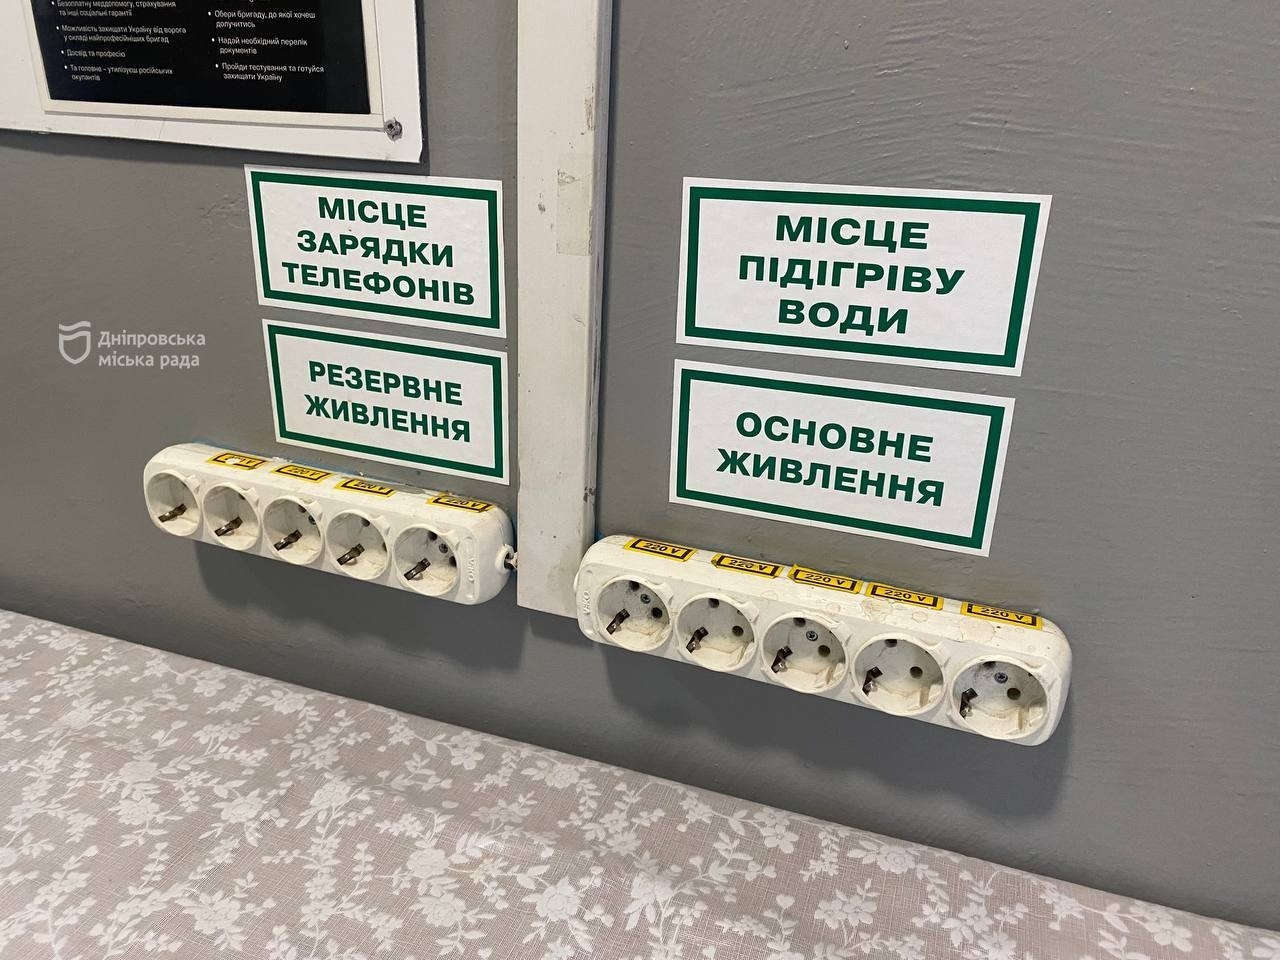 • Безоплатну меддопомогу, страхування
та інші соціальні гарантії
• Можливість захищати Україну від ворога
у складі найпрофесійніших бригад
• Досвід та професію
• Та головне – утилізуєш російських
окупантів
• Обери бригаду, до якої хочеш
долучитись
• Надай необхідний перелік
документів
• Пройди тестування та готуйся
захищати Україну
МІСЦЕ
ЗАРЯДКИ
ТЕЛЕФОНІВ
РЕЗЕРВНЕ
ЖИВЛЕННЯ
МІСЦЕ
ПІДІГРІВУ
ВОДИ
ОСНОВНЕ
ЖИВЛЕННЯ
Дніпровська
міська рада
220 V
220 V
220 V
220 V
220 V
220 V
220 V
220 V